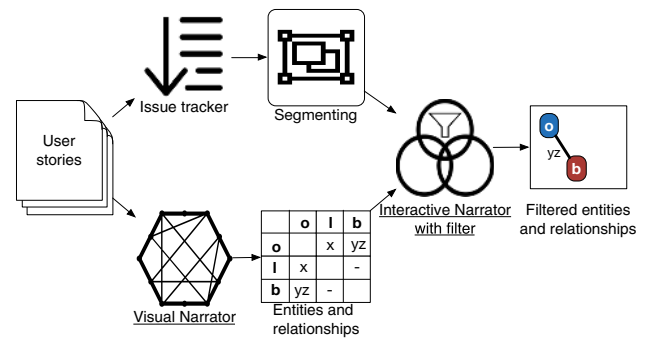 User
stories
Issue tracker
Segmenting
Visual Narrator
o l b
o x yz
l x -
b yz -
Entities and
relationships
Interactive Narrator
with filter
o
yz
b
Filtered entities
and relationships